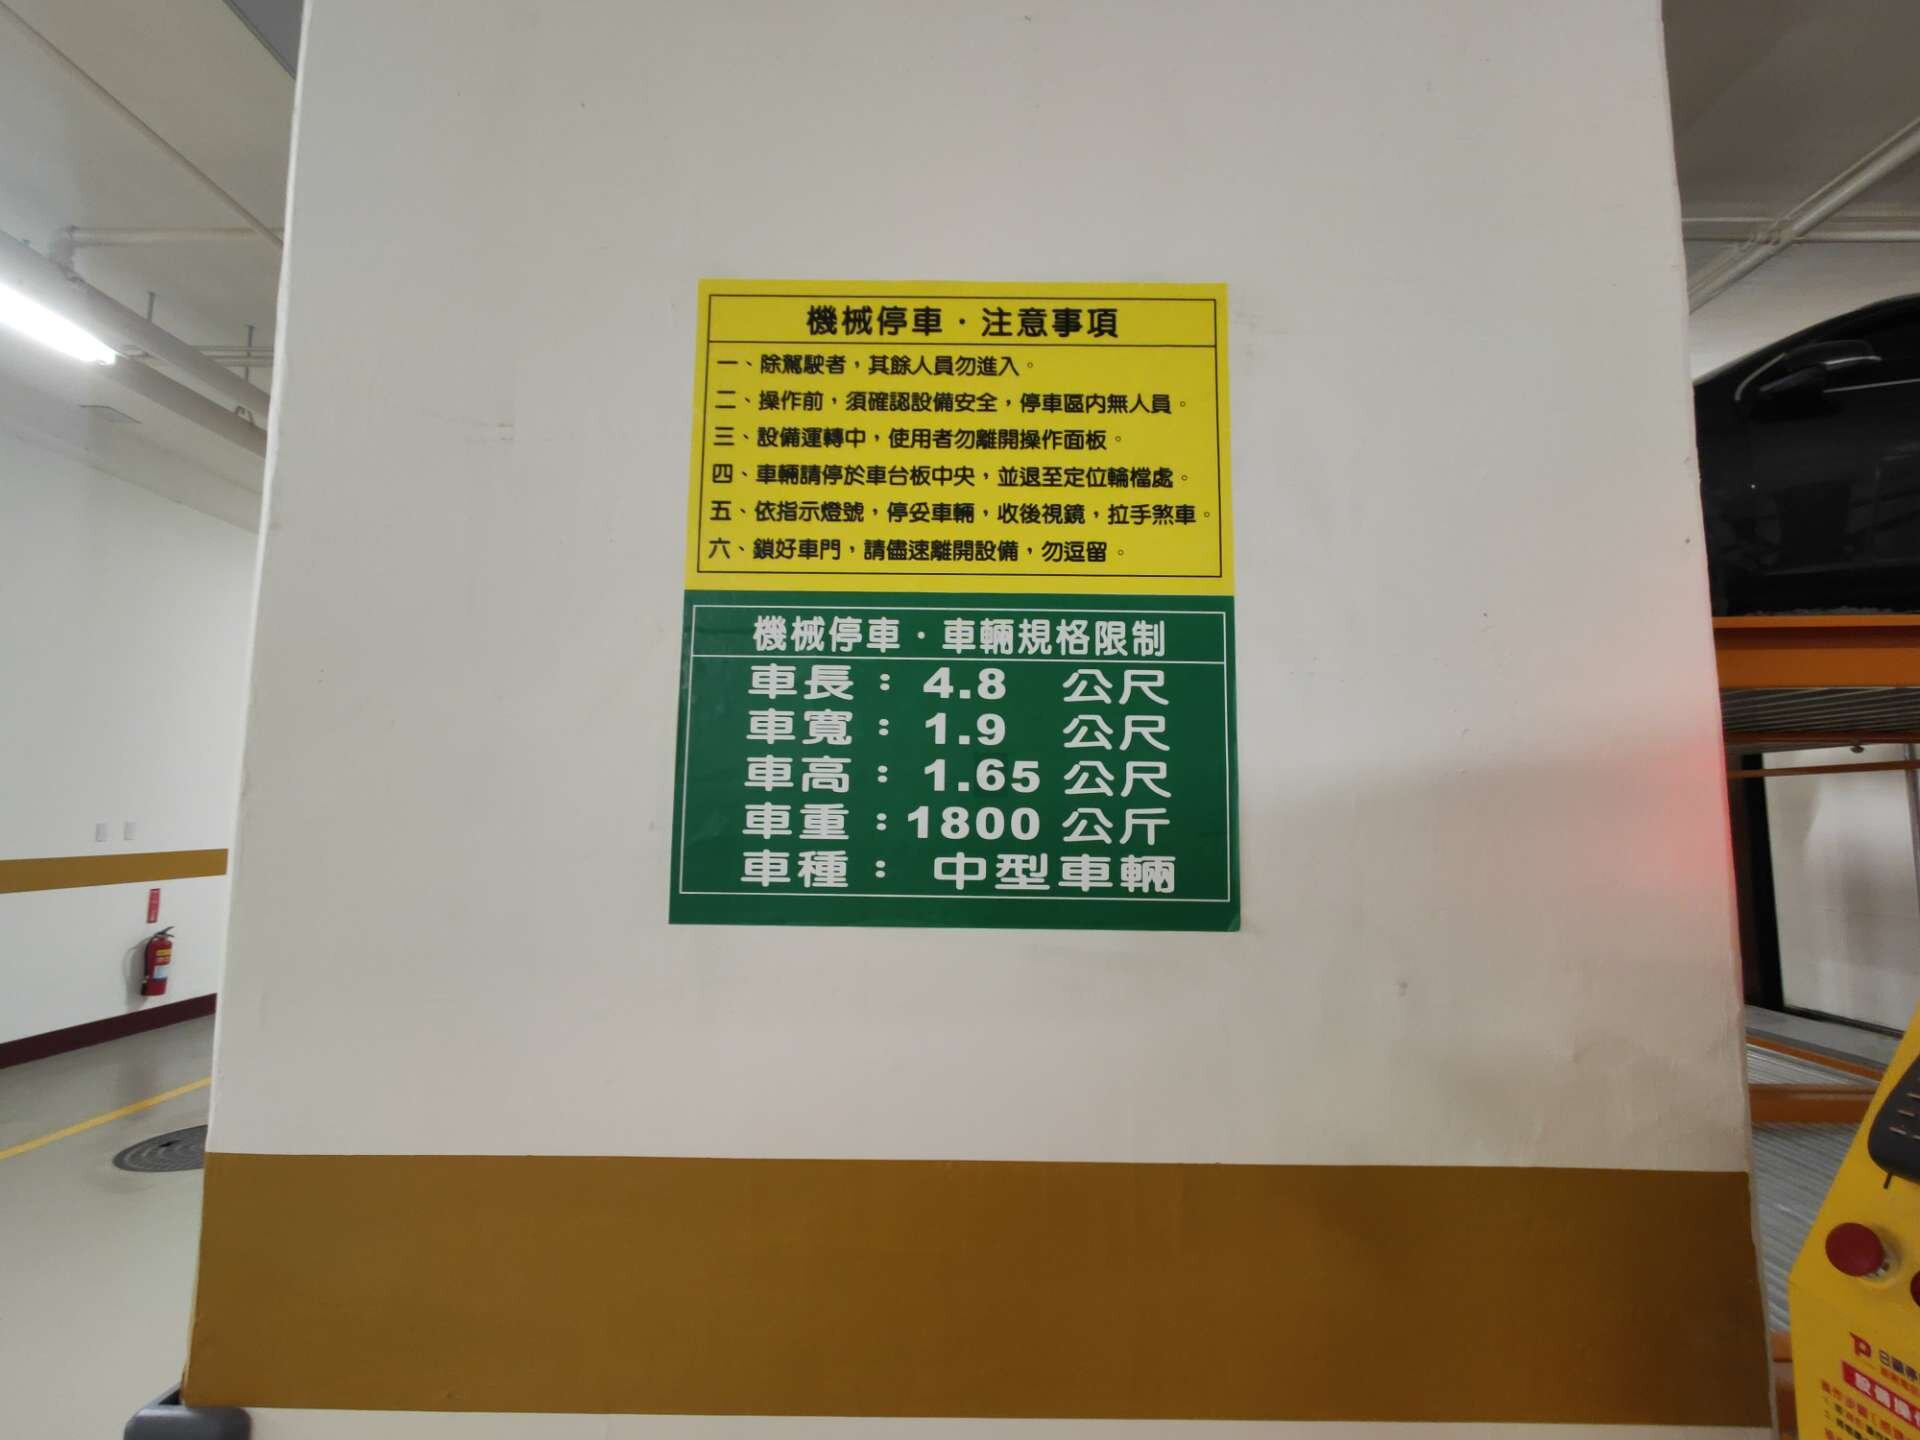 機械停車・注意事項
一、除駕駛者，其餘人員勿進入。
二、操作前，須確認設備安全，停車區內無人員。
三、設備運轉中，使用者勿離開操作面板。
四、車輛請停於車台板中央，並退至定位輪檔處。
五、依指示燈號，停妥車輛，收後視鏡，拉手煞車。
六、鎖好車門，請儘速離開設備，勿逗留。
機械停車・車輛規格限制
車長：4.8 公尺
車寬：1.9 公尺
車高：1.65 公尺
車重：1800 公斤
車種：中型車輛